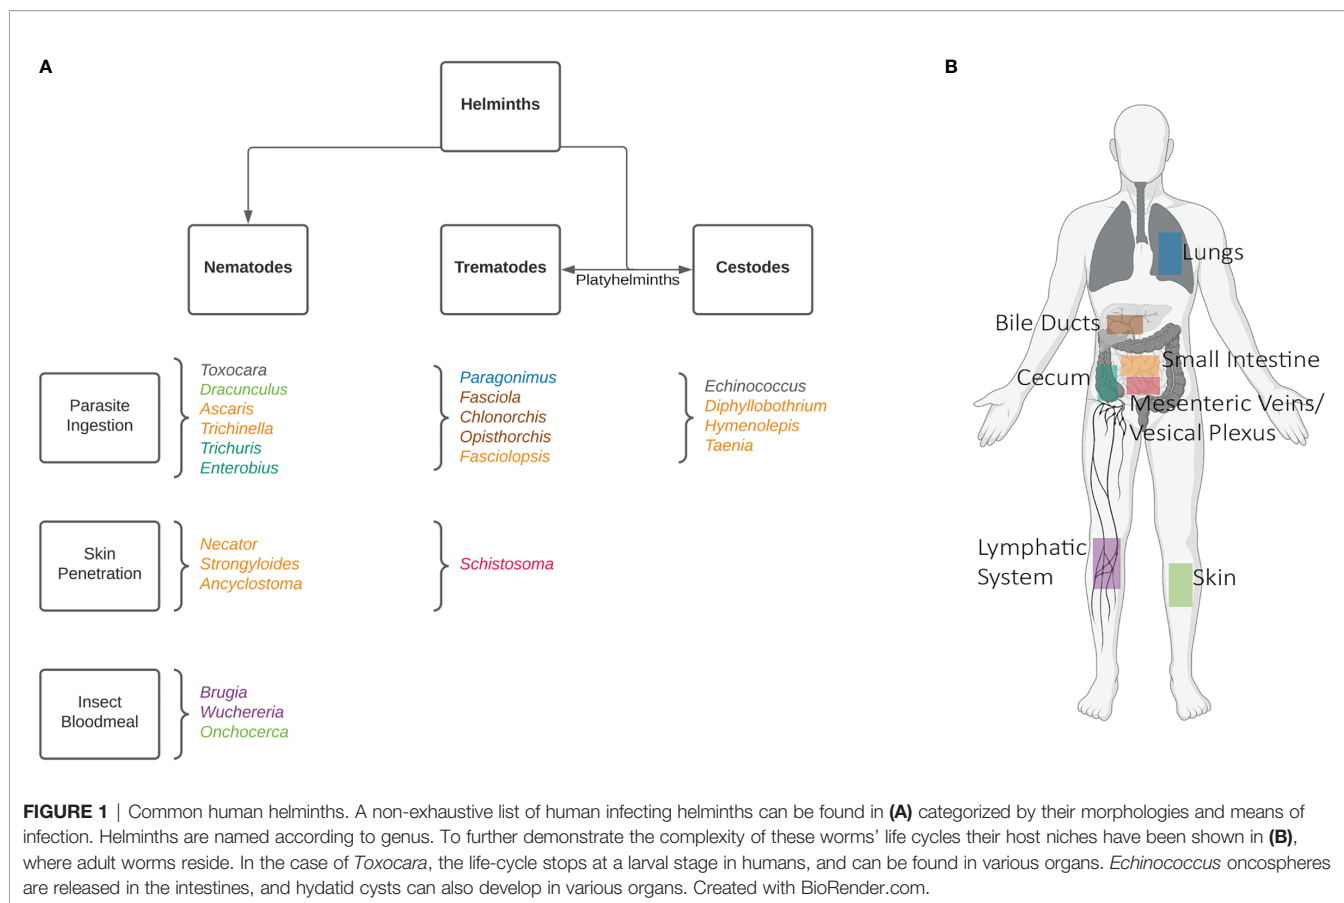 A
B
Helminths
Nematodes
Trematodes
Cestodes
Platyhelminths
Parasite
Ingestion
Toxocara
Dracunculus
Ascaris
Trichinella
Trichuris
Enterobius
Paragonimus
Fasciola
Chlonorchis
Opisthorchis
Fasciolopsis
Echinococcus
Diphyllobothrium
Hymenolepis
Taenia
Skin
Penetration
Necator
Strongyloides
Ancyclostoma
Schistosoma
Insect
Bloodmeal
Brugia
Wuchereria
Onchocerca
Lungs
Bile Ducts
Small Intestine
Cecum
Mesenteric Veins/
Vesical Plexus
Lymphatic
System
Skin
FIGURE 1 | Common human helminths. A non-exhaustive list of human infecting helminths can be found in (A) categorized by their morphologies and means of
infection. Helminths are named according to genus. To further demonstrate the complexity of these worms' life cycles their host niches have been shown in (B),
where adult worms reside. In the case of Toxocara, the life-cycle stops at a larval stage in humans, and can be found in various organs. Echinococcus oncospheres
are released in the intestines, and hydatid cysts can also develop in various organs. Created with BioRender.com.